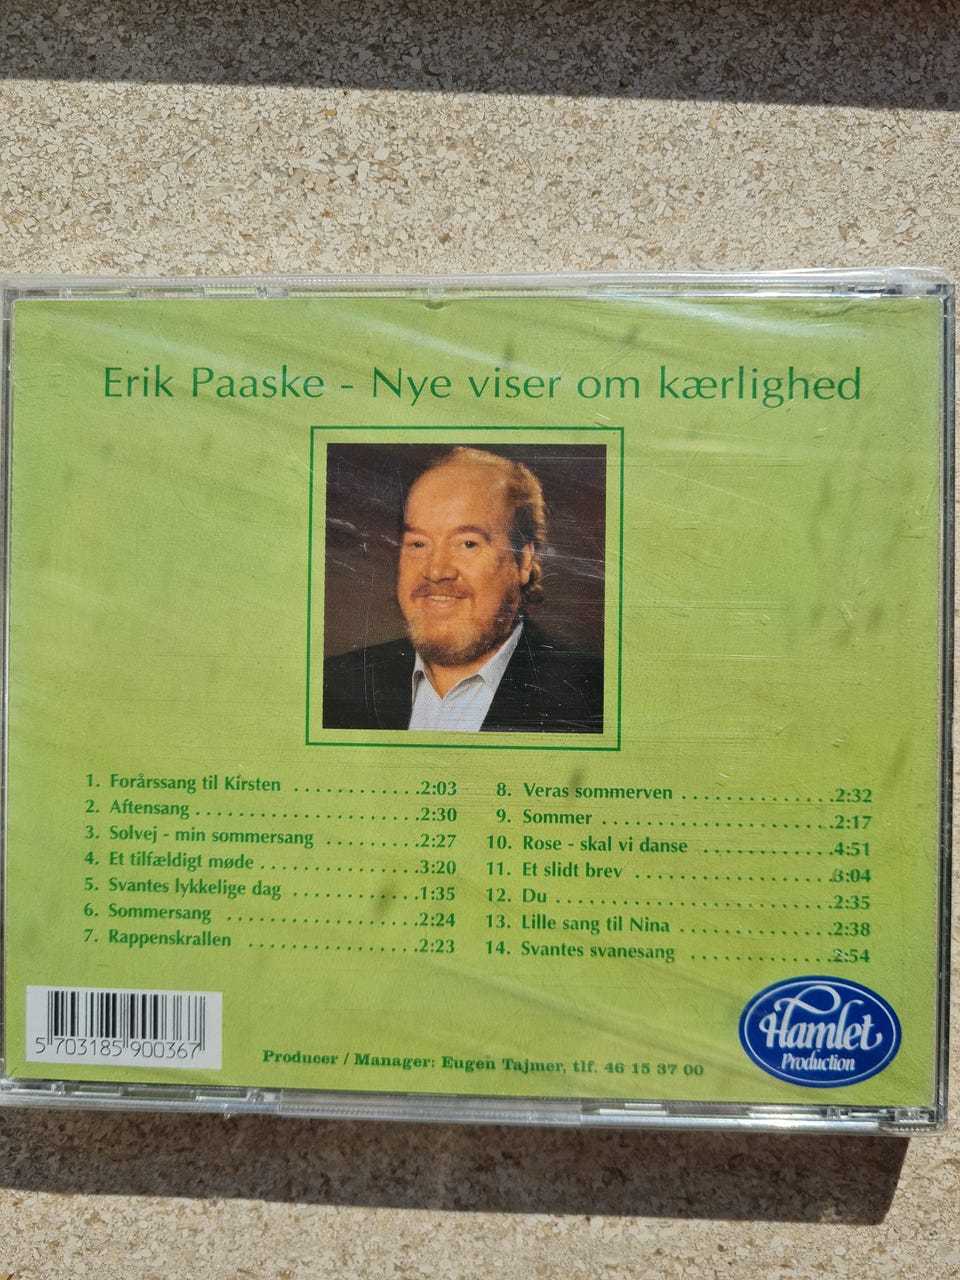 Erik Paaske - Nye viser om kærlighed
1. Forårssang til Kirsten .............2:03
2. Aftensang .......................2:30
3. Solvej - min sommersang ..........2:27
4. Et tilfældigt møde ................3:20
5. Svantes lykkelige dag .............1:35
6. Sommersang ....................2:24
7. Rappenskrallen ..................2:23
8. Veras sommerven ................2:32
9. Sommer ........................2:17
10. Rose - skal vi danse .............4:51
11. Et slidt brev ....................3:04
12. Du ............................2:35
13. Lille sang til Nina ...............2:38
14. Svantes svanesang ..............2:54
5 703185 900367
Producer / Manager: Eugen Tajmer, tlf. 46 15 37 00
Hamlet
Production